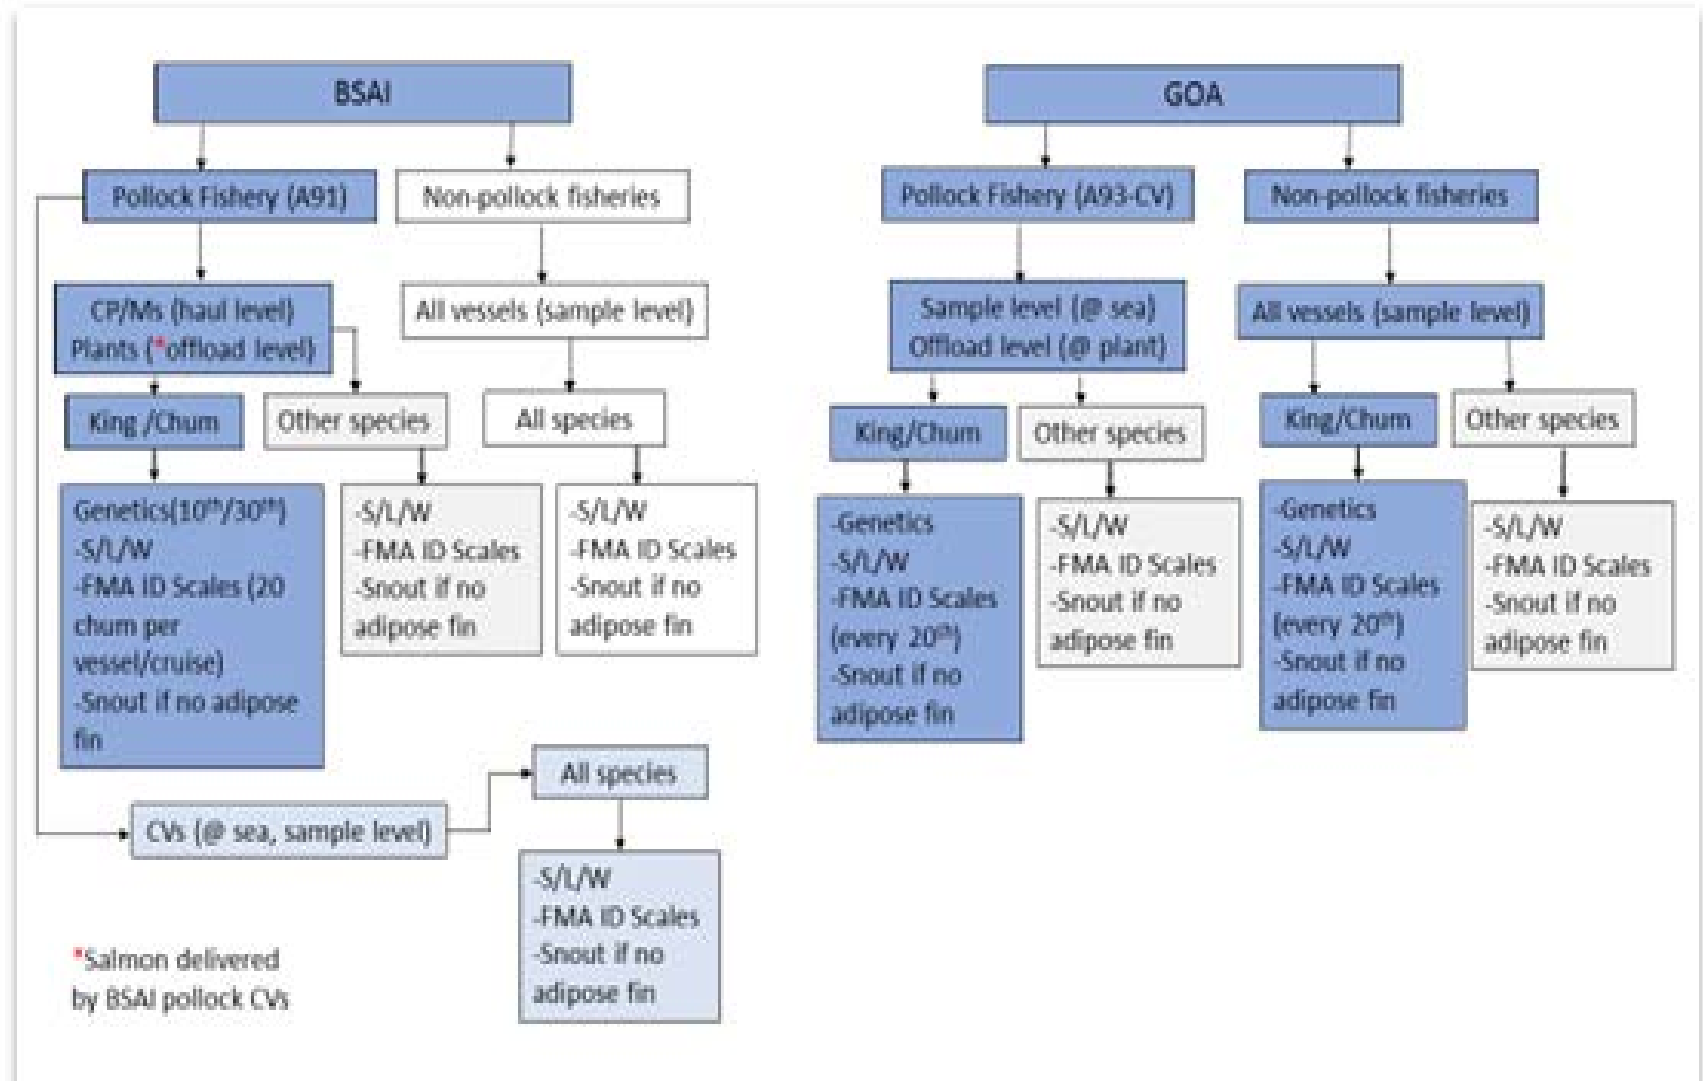 BSAI
Pollock Fishery (A91)
Non-pollock fisheries
CP/Ms (haul level)
Plants (*offload level)
All vessels (sample level)
King /Chum
Other species
All species
Genetics(10th/30th)
-S/L/W
-FMA ID Scales (20
chum per
vessel/cruise)
-Snout if no adipose
fin
-S/L/W
-FMA ID Scales
-Snout if no
adipose fin
-S/L/W
-FMA ID Scales
-Snout if no
adipose fin
CVs (@ sea, sample level)
All species
-S/L/W
-FMA ID Scales
-Snout if no
adipose fin
*Salmon delivered
by BSAI pollock CVs
GOA
Pollock Fishery (A93-CV)
Non-pollock fisheries
Sample level (@ sea)
Offload level (@ plant)
All vessels (sample level)
King/Chum
Other species
King/Chum
Other species
-Genetics
-S/L/W
-FMA ID Scales
(every 20th)
-Snout if no
adipose fin
-S/L/W
-FMA ID Scales
-Snout if no
adipose fin
-Genetics
-S/L/W
-FMA ID Scales
(every 20th)
-Snout if no
adipose fin
-S/L/W
-FMA ID Scales
-Snout if no
adipose fin